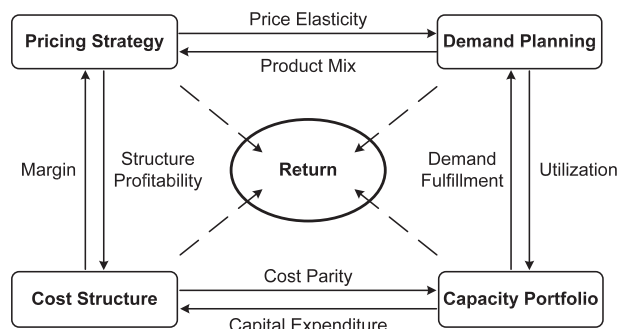 Price Elasticity
Pricing Strategy
Demand Planning
Product Mix
Margin
Structure
Profitability
Return
Demand
Fulfillment
Utilization
Cost Parity
Cost Structure
Capacity Portfolio
Capital Expenditure